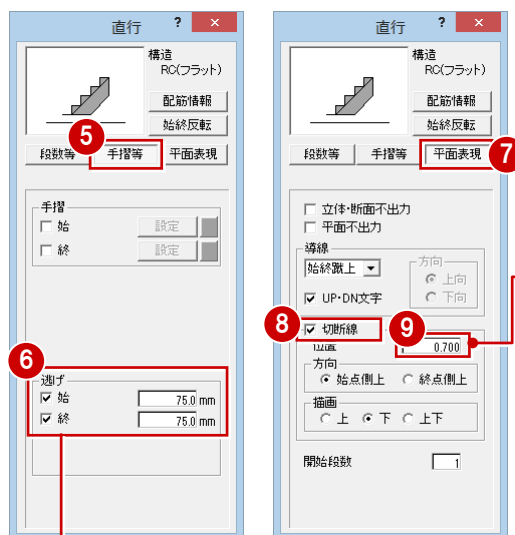 直行 ? ×
構造
RC(フラット)
配筋情報
始終反転
5
段数等 手摺等 平面表現
手摺
始 設定
終 設定
6
逃げ
始 75.0 mm
終 75.0 mm
直行 ? ×
構造
RC(フラット)
配筋情報
始終反転
段数等 手摺等 平面表現 7
立体・断面不出力
平面不出力
導線
始終蹴上
方向
上向
UP・DN文字 下向
8 切断線 9
位置 0.700
方向
始点側上 終点側上
描画
上 下 上下
開始段数 1